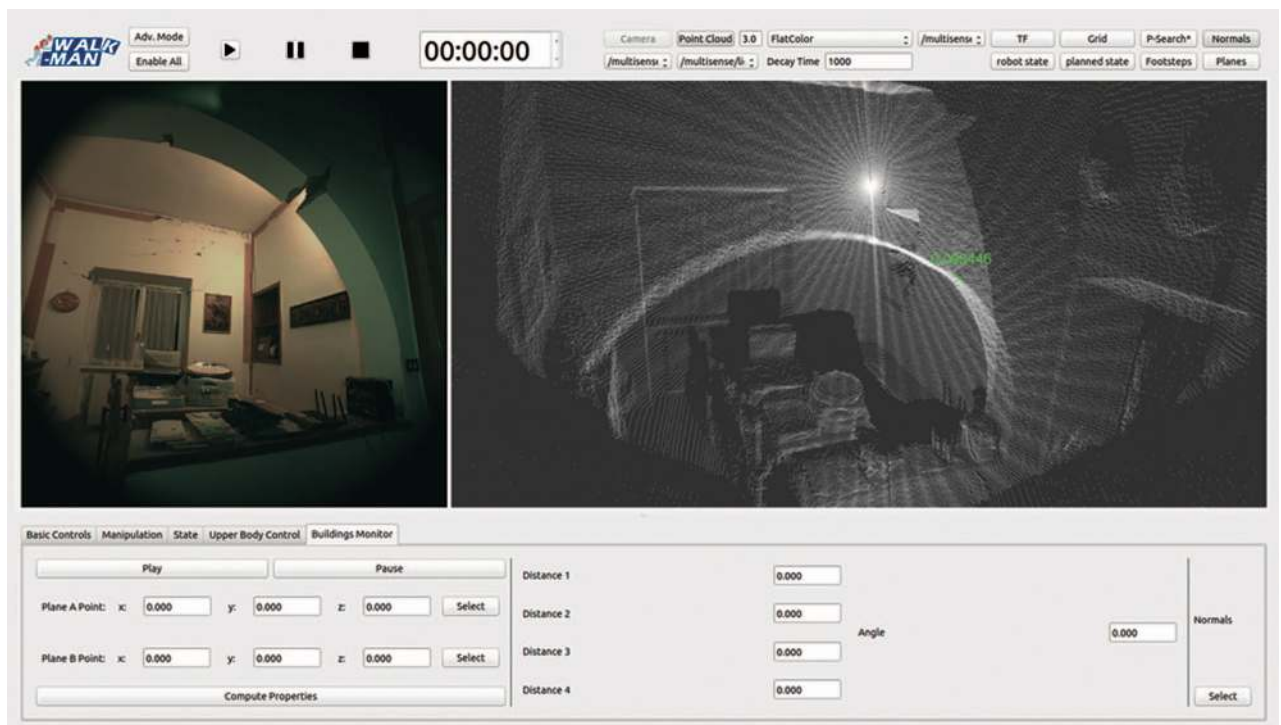 WALK
-MAN
Adv. Mode
Enable All
00:00:00
Camera Point Cloud 3.0 FlatColor /multisense TF Grid P-Search* Normals
/multisense /multisense/li Decay Time 1000 robot state planned state Footsteps Planes
Basic Controls Manipulation State Upper Body Control Buildings Monitor
Play Pause
Plane A Point: x: 0.000 y: 0.000 z: 0.000 Select
Plane B Point: x: 0.000 y: 0.000 z: 0.000 Select
Compute Properties
Distance 1 0.000
Distance 2 0.000
Distance 3 0.000
Distance 4 0.000
Angle 0.000
Normals
Select